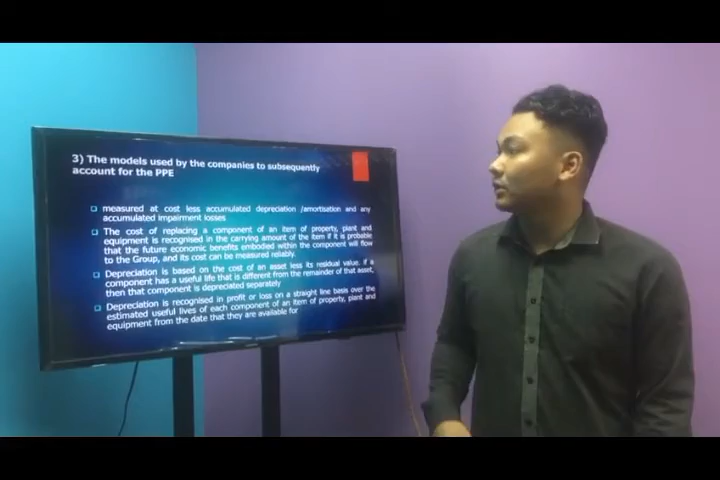 3) The models used by the companies to subsequently
account for the PPE
measured at cost less accumulated depreciation /amortisation and any
accumulated impairment losses
The cost of replacing a component of an item of property, plant and
equipment is recognised in the carrying amount of the item if it is probable
that the future economic benefits embodied within the component will flow
to the Group, and its cost can be measured reliably.
Depreciation is based on the cost of an asset less its residual value. if a
component has a useful life that is different from the remainder of that asset,
then that component is depreciated separately
Depreciation is recognised in profit or loss on a straight line basis over the
estimated useful lives of each component of an item of property, plant and
equipment from the date that they are available for